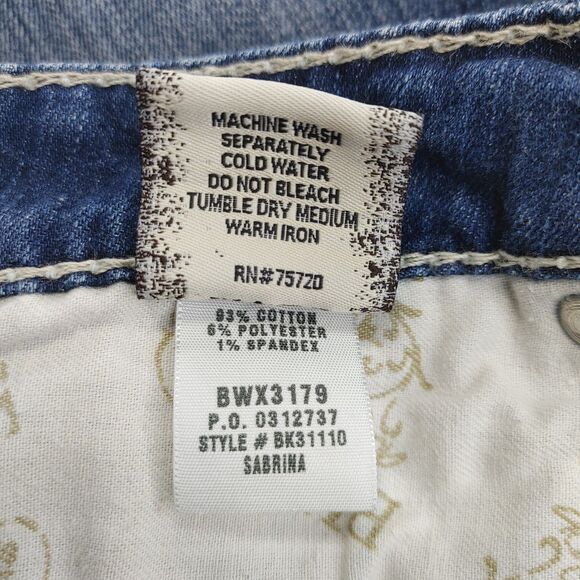 MACHINE WASH
SEPARATELY
COLD WATER
DO NOT BLEACH
TUMBLE DRY MEDIUM
WARM IRON
RN#75720
93% COTTON
6% POLYESTER
1% SPANDEX
BWX3179
P.O. 0312737
STYLE # BK31110
SABRINA